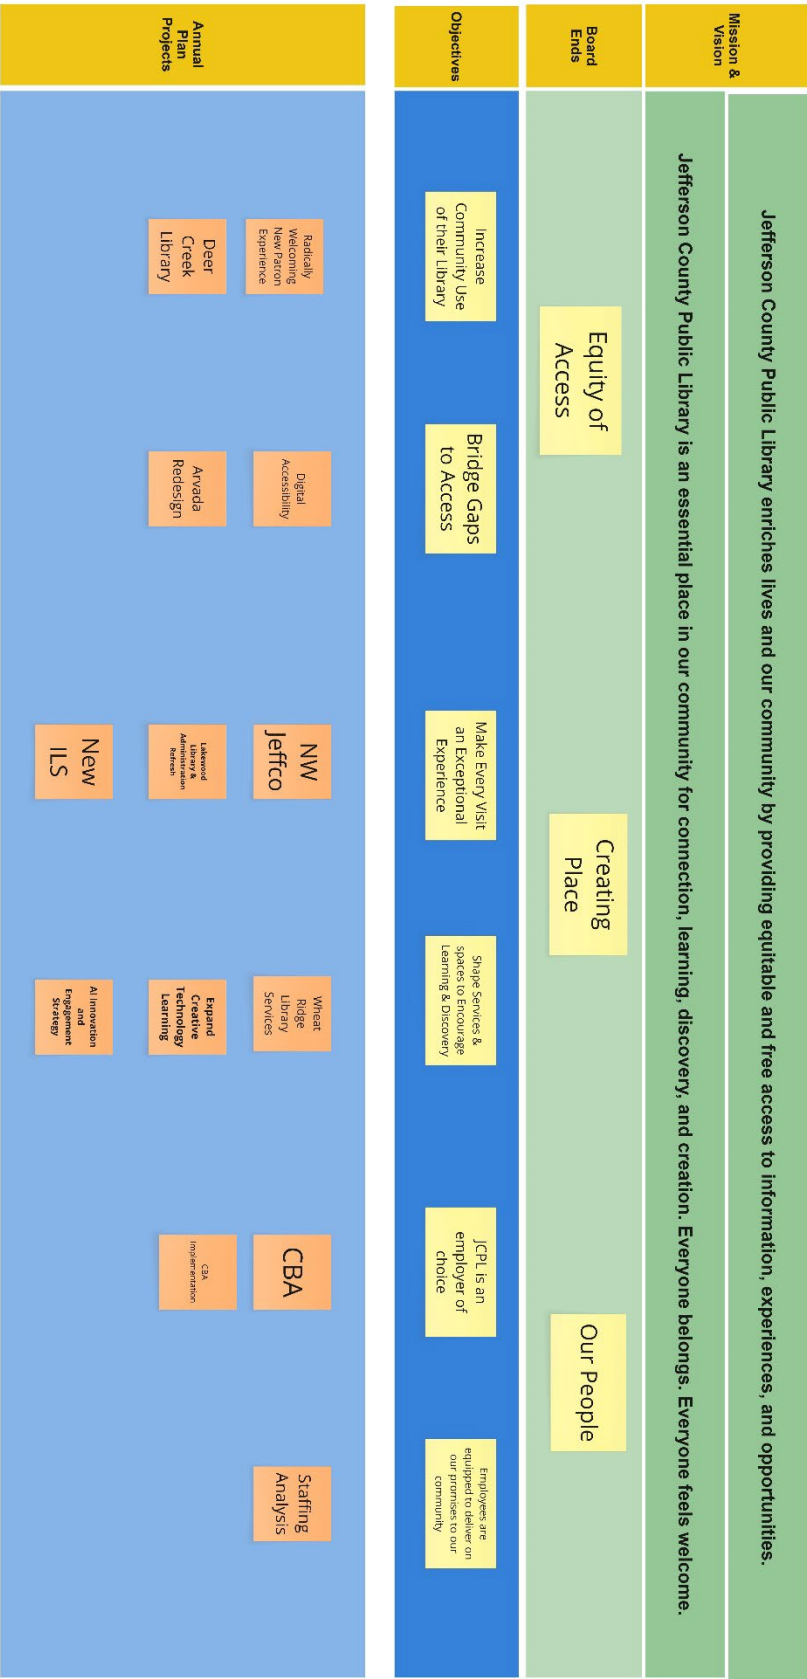 Mission &
Vision
Jefferson County Public Library enriches lives and our community by providing equitable and free access to information, experiences, and opportunities.
Jefferson County Public Library is an essential place in our community for connection, learning, discovery, and creation. Everyone belongs. Everyone feels welcome.
Board
Ends
Equity of
Access
Creating
Place
Our People
Objectives
Increase
Community Use
of their Library
Bridge Gaps
to Access
Make Every Visit
an Exceptional
Experience
Shape Services &
spaces to Encourage
Learning & Discovery
JCPL is an
employer of
choice
Employees are
equipped to deliver on
our promises to our
community
Annual
Plan
Projects
Radically
Welcoming
New Patron
Experience
Digital
Accessibility
NW
Jeffco
Wheat
Ridge
Library
Services
CBA
Staffing
Analysis
Deer
Creek
Library
Arvada
Redesign
Lakewood
Library &
Administration
Refresh
Expand
Creative
Technology
Learning
CBA
Implementation
New
ILS
AI Innovation
and
Engagement
Strategy